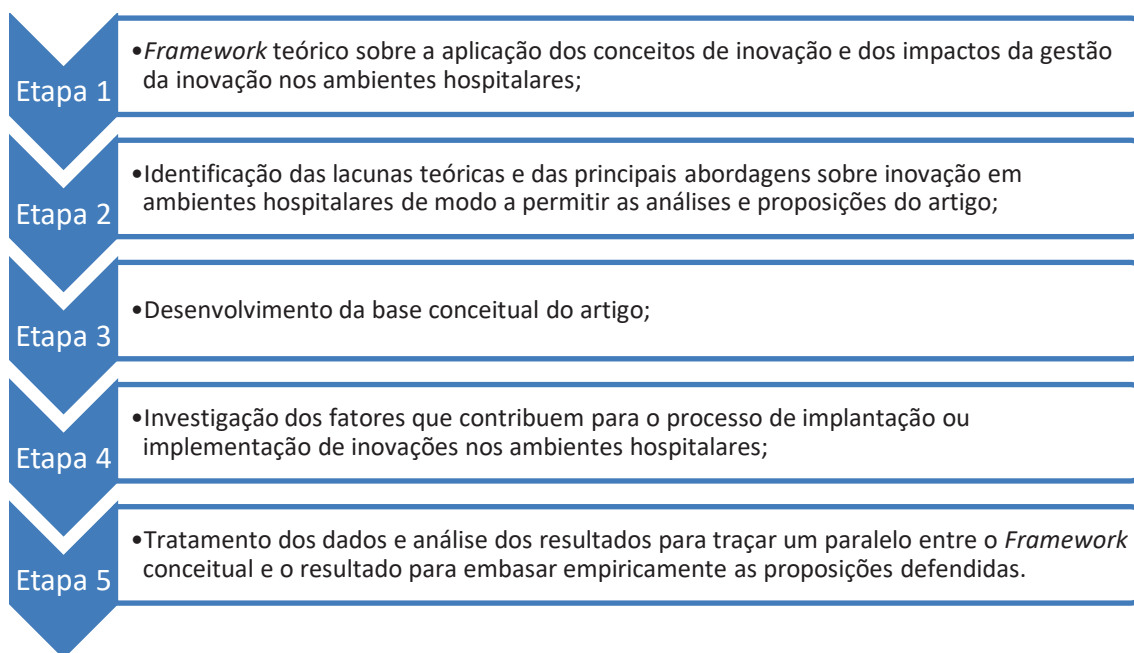 Etapa 1
•Framework teórico sobre a aplicação dos conceitos de inovação e dos impactos da gestão
da inovação nos ambientes hospitalares;
Etapa 2
•Identificação das lacunas teóricas e das principais abordagens sobre inovação em
ambientes hospitalares de modo a permitir as análises e proposições do artigo;
Etapa 3
•Desenvolvimento da base conceitual do artigo;
Etapa 4
•Investigação dos fatores que contribuem para o processo de implantação ou
implementação de inovações nos ambientes hospitalares;
Etapa 5
•Tratamento dos dados e análise dos resultados para traçar um paralelo entre o Framework
conceitual e o resultado para embasar empiricamente as proposições defendidas.